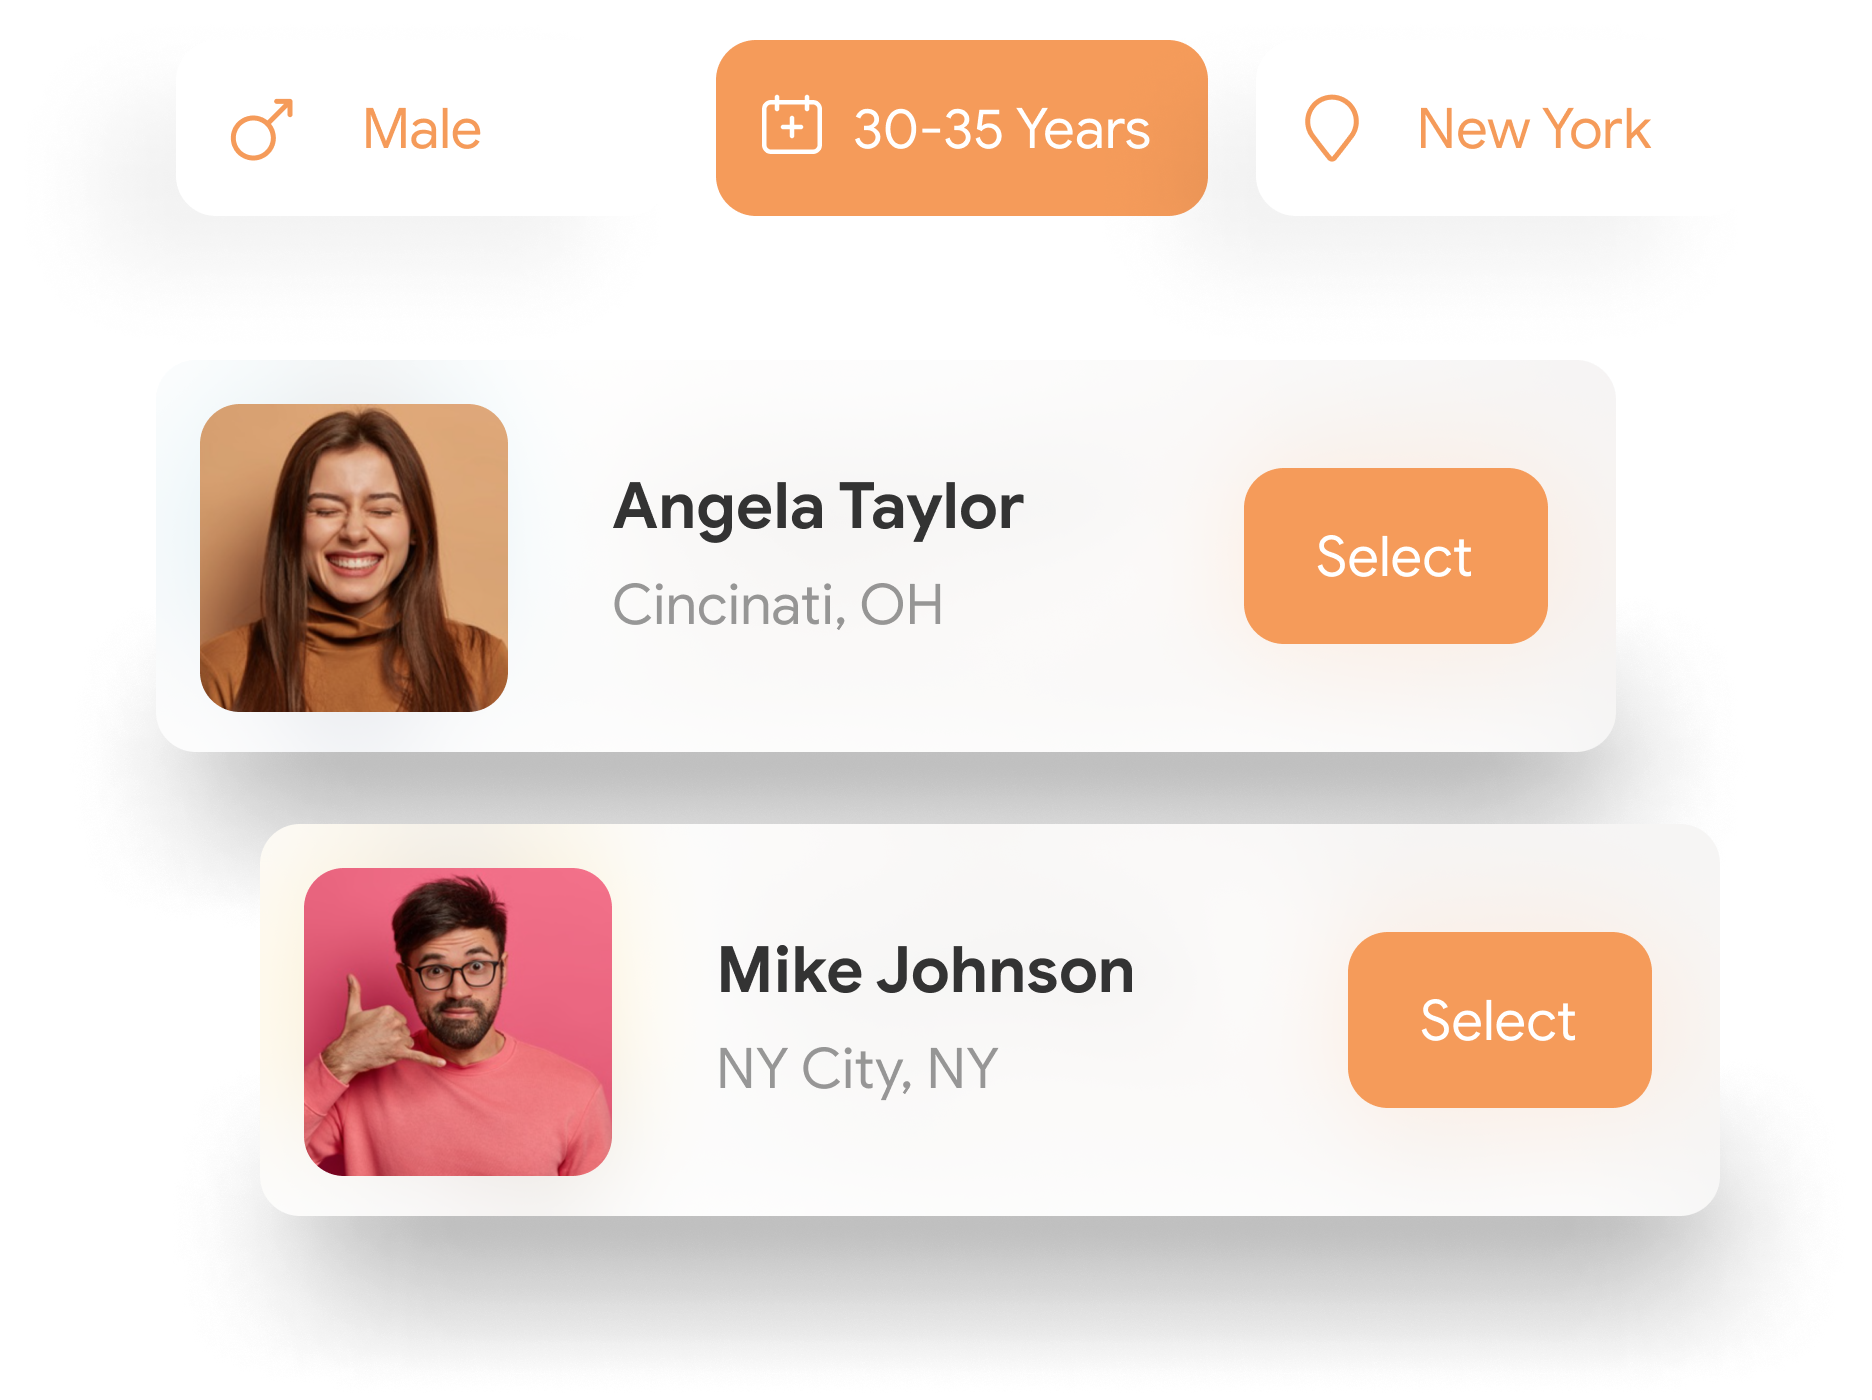 Male
30-35 Years
New York
Angela Taylor
Cincinati, OH
Select
Mike Johnson
NY City, NY
Select